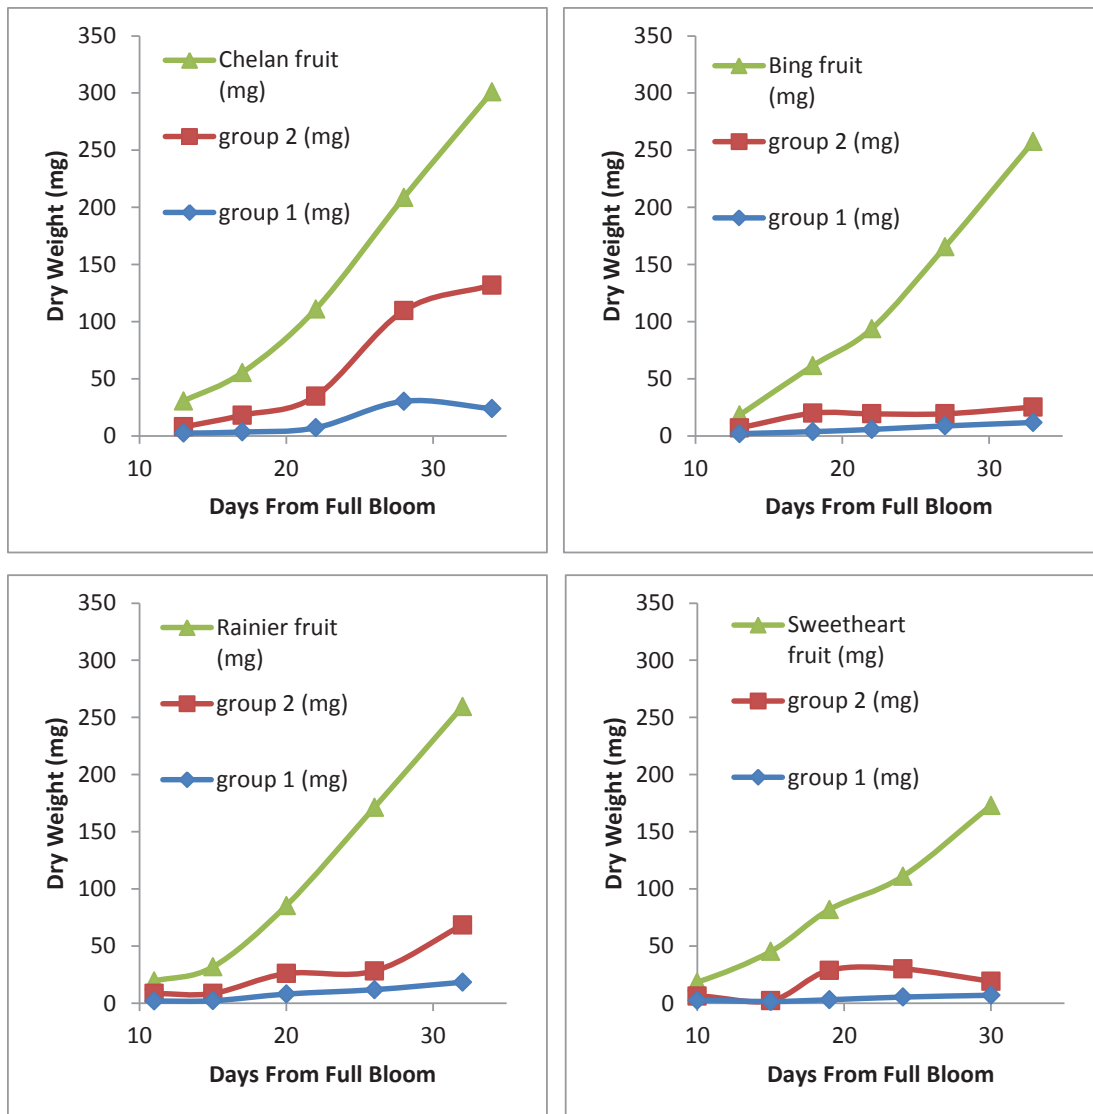 350
300
250
200
150
100
50
0
Dry Weight (mg)
Chelan fruit
(mg)
group 2 (mg)
group 1 (mg)
10 20 30
Days From Full Bloom
350
300
250
200
150
100
50
0
Dry Weight (mg)
Bing fruit
(mg)
group 2 (mg)
group 1 (mg)
10 20 30
Days From Full Bloom
350
300
250
200
150
100
50
0
Dry Weight (mg)
Rainier fruit
(mg)
group 2 (mg)
group 1 (mg)
10 20 30
Days From Full Bloom
350
300
250
200
150
100
50
0
Dry Weight (mg)
Sweetheart
fruit (mg)
group 2 (mg)
group 1 (mg)
10 20 30
Days From Full Bloom